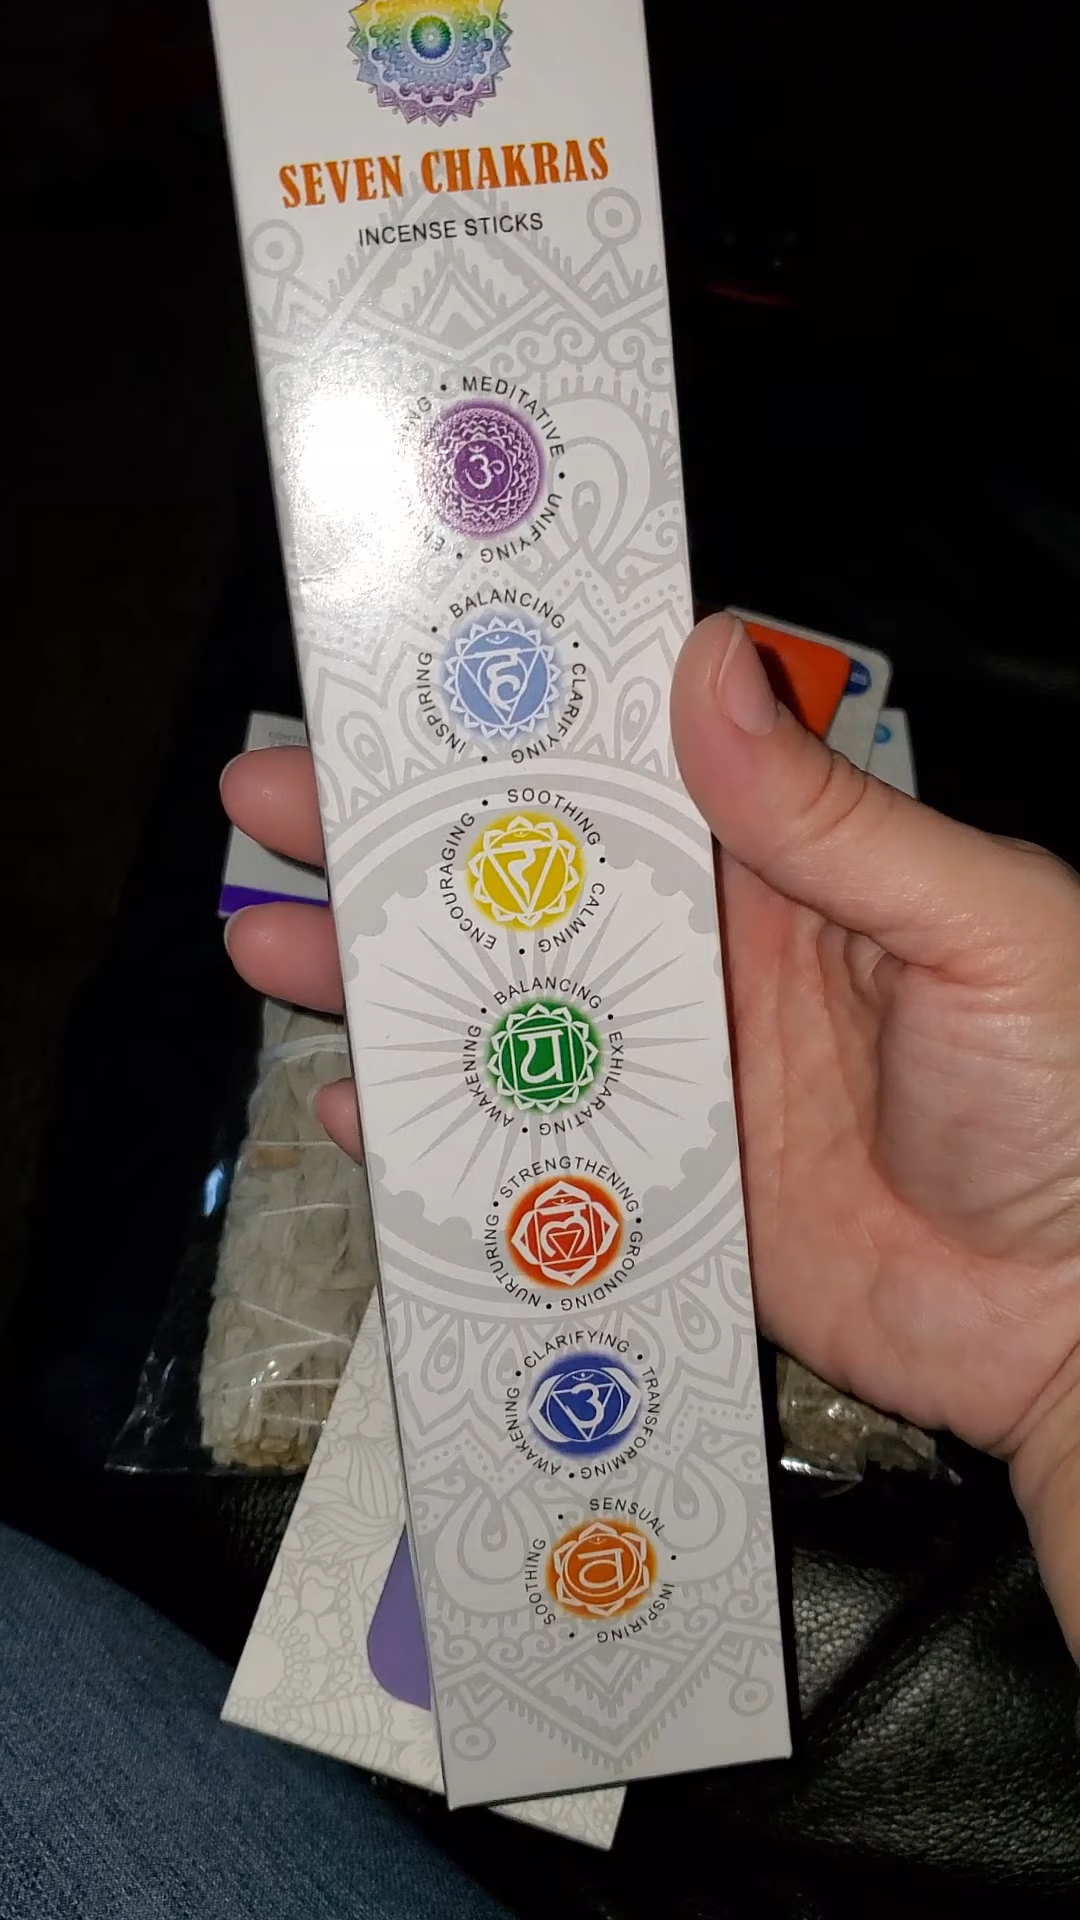 SEVEN CHAKRAS
INCENSE STICKS
MEDITATIVE • UNIFYING •
ॐ
BALANCING • CLARIFYING • INSPIRING •
ह
SOOTHING • CALMING • ENCOURAGING •
रं
BALANCING • EXHILARATING • AWAKENING •
य
STRENGTHENING • GROUNDING • NURTURING •
लं
CLARIFYING • TRANSFORMING • AWAKENING •
SENSUAL • INSPIRING • SOOTHING •
व